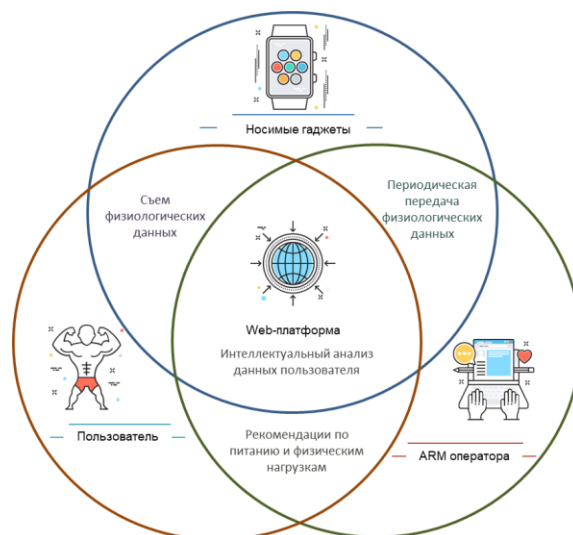 Носимые гаджеты
Съем
физиологических
данных
Периодическая
передача
физиологических
данных
Web-платформа
Интеллектуальный анализ
данных пользователя
Пользователь
Рекомендации по
питанию и физическим
нагрузкам
ARM оператора